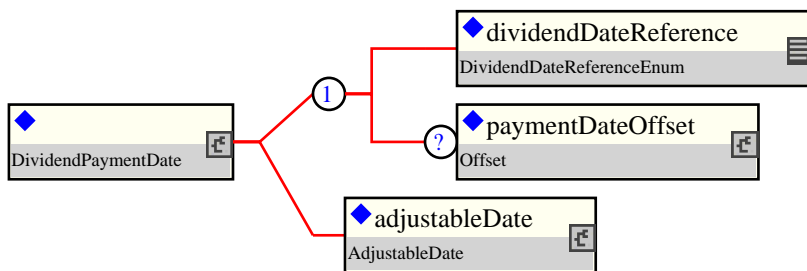 dividendDateReference
DividendDateReferenceEnum
1
DividendPaymentDate
?
paymentDateOffset
Offset
adjustableDate
AdjustableDate